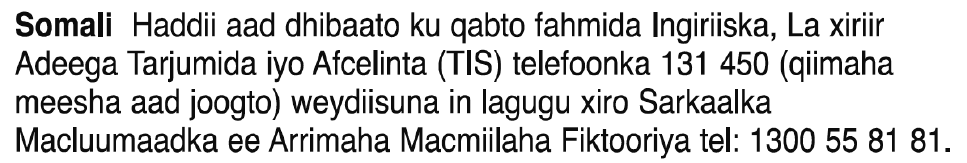 Somali Haddii aad dhibaato ku qabto fahmida Ingiriiska, La xiriir
Adeega Tarjumida iyo Afcelinta (TIS) telefoonka 131 450 (qiimaha
meesha aad joogto) weydiisuna in lagugu xiro Sarkaalka
Macluumaadka ee Arrimaha Macmiilaha Fiktooriya tel: 1300 55 81 81.